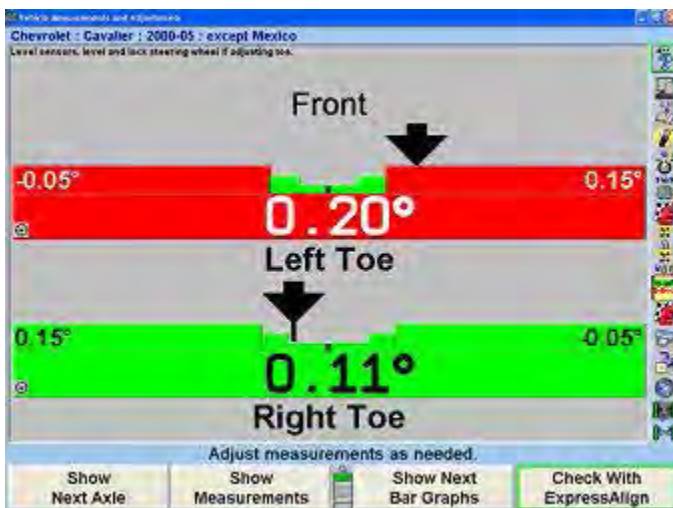 Vehicle Measurements and Adjustments
Chevrolet : Cavalier : 2000-05 : except Mexico
Level sensors, level and lock steering wheel if adjusting toe.
Front
-0.05° 0.15°
0.20°
Left Toe
0.15° -0.05°
0.11°
Right Toe
Adjust measurements as needed.
Show Show Show Next Check With
Next Axle Measurements Bar Graphs ExpressAlign